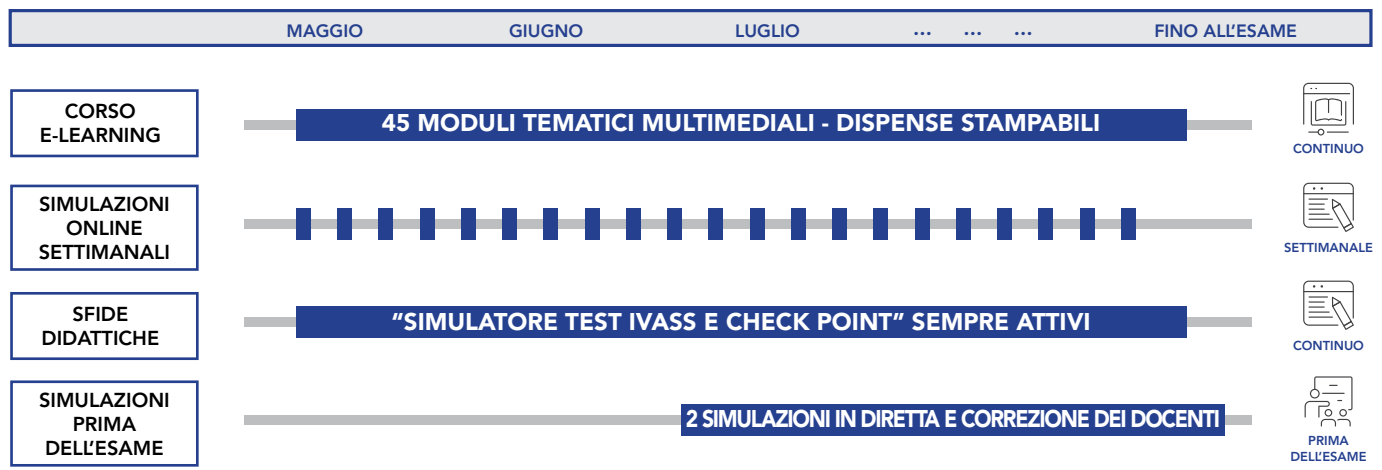 MAGGIO GIUGNO LUGLIO ... ... ... FINO ALL'ESAME
CORSO
E-LEARNING
45 MODULI TEMATICI MULTIMEDIALI - DISPENSE STAMPABILI
CONTINUO
SIMULAZIONI
ONLINE
SETTIMANALI
SETTIMANALE
SFIDE
DIDATTICHE
"SIMULATORE TEST IVASS E CHECK POINT" SEMPRE ATTIVI
CONTINUO
SIMULAZIONI
PRIMA
DELL'ESAME
2 SIMULAZIONI IN DIRETTA E CORREZIONE DEI DOCENTI
PRIMA
DELL'ESAME